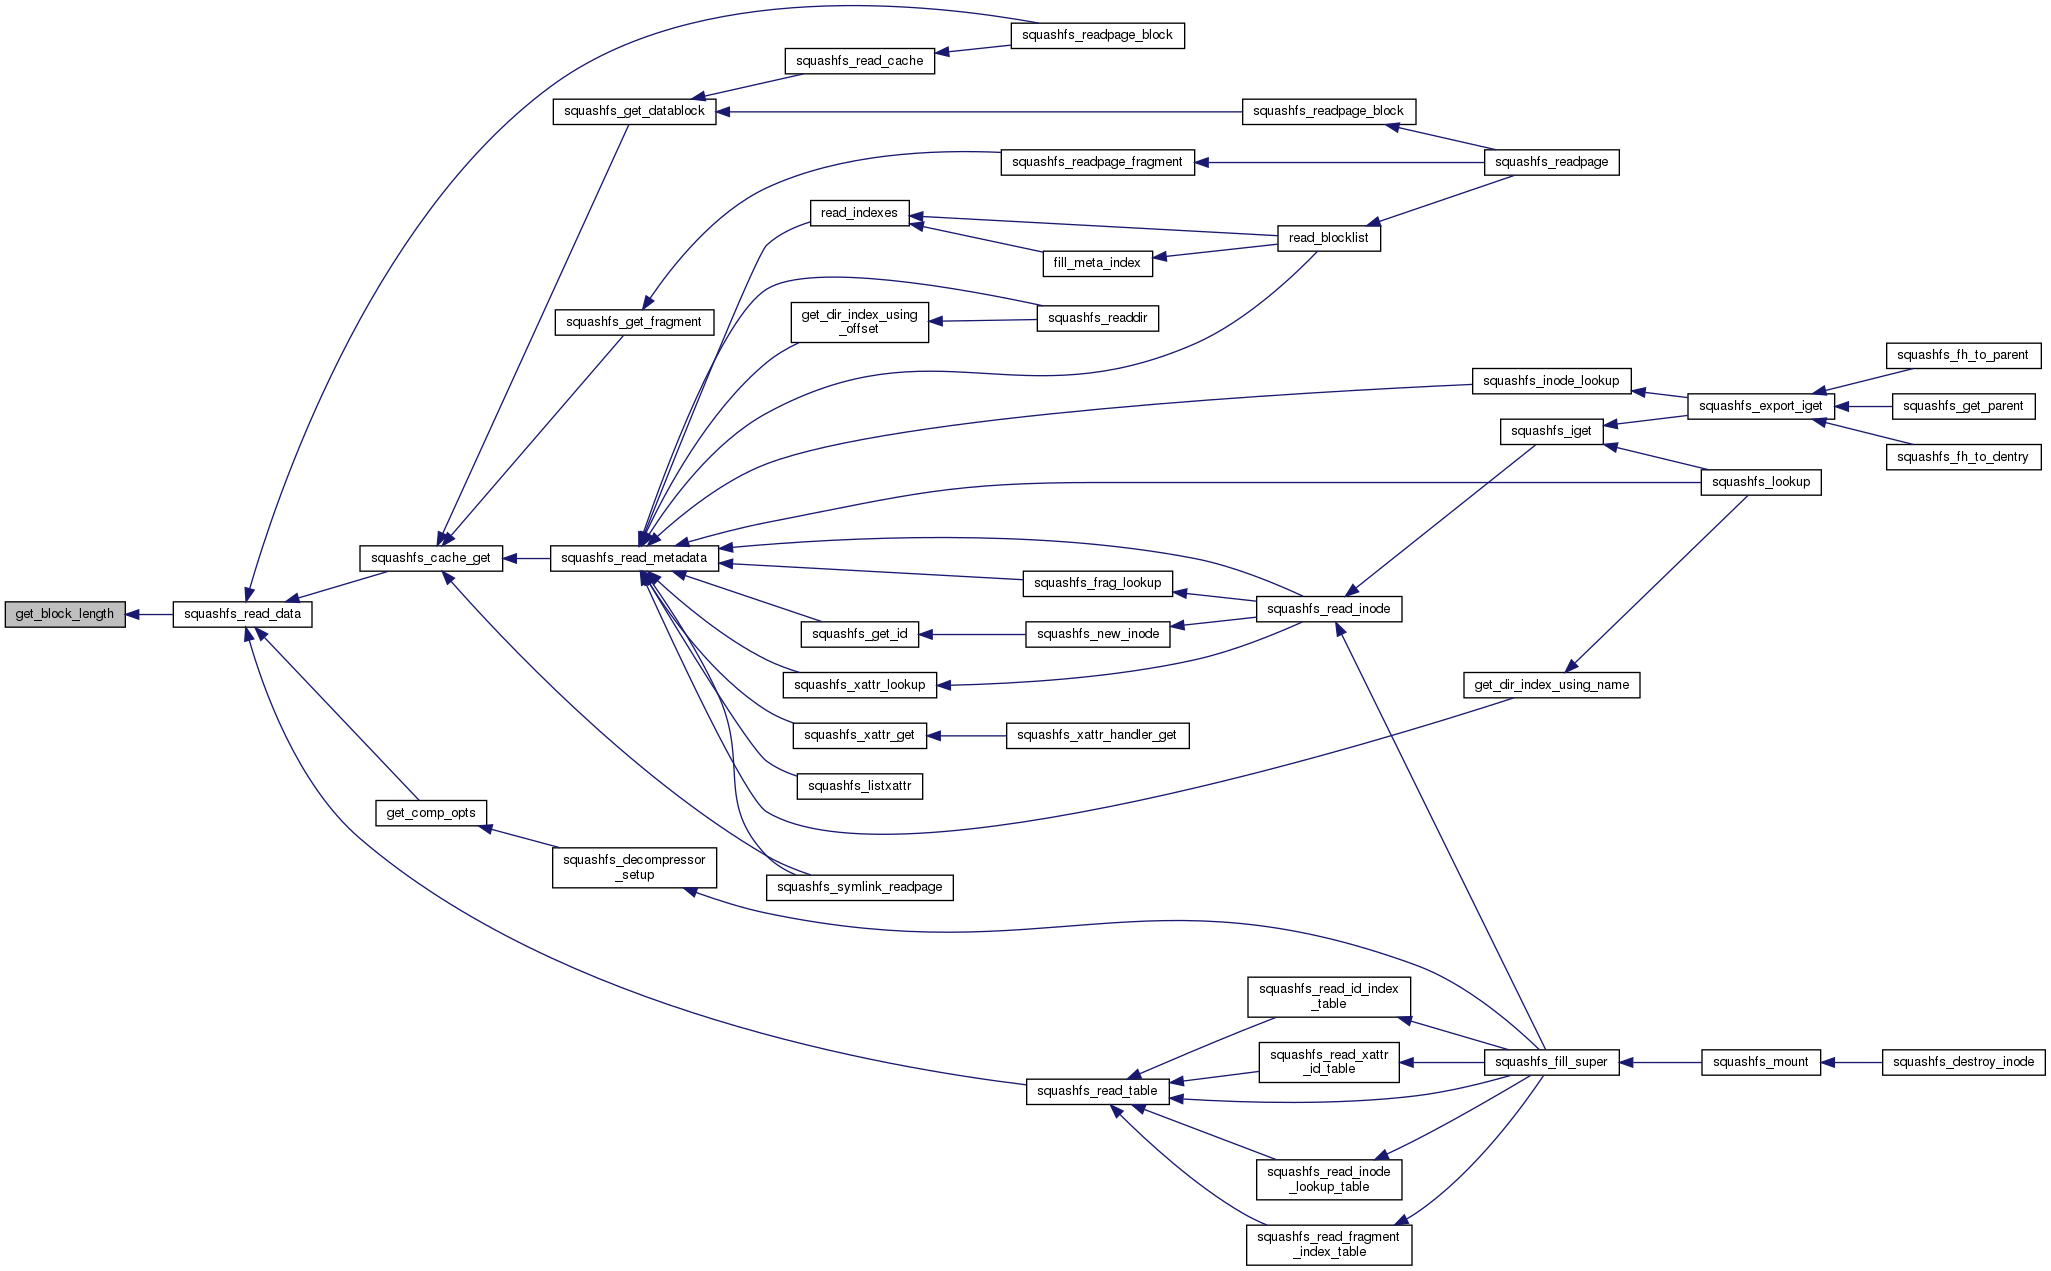 squashfs_readpage_block
squashfs_read_cache
squashfs_get_datablock
squashfs_readpage_block
squashfs_readpage_fragment
squashfs_readpage
read_indexes
read_blocklist
fill_meta_index
squashfs_get_fragment
get_dir_index_using
_offset
squashfs_readdir
squashfs_fh_to_parent
squashfs_inode_lookup
squashfs_export_iget
squashfs_get_parent
squashfs_iget
squashfs_fh_to_dentry
squashfs_lookup
squashfs_cache_get
squashfs_read_metadata
squashfs_frag_lookup
squashfs_read_inode
get_block_length
squashfs_read_data
squashfs_get_id
squashfs_new_inode
squashfs_xattr_lookup
get_dir_index_using_name
squashfs_xattr_get
squashfs_xattr_handler_get
squashfs_listxattr
get_comp_opts
squashfs_decompressor
_setup
squashfs_symlink_readpage
squashfs_read_id_index
_table
squashfs_read_xattr
_id_table
squashfs_fill_super
squashfs_mount
squashfs_destroy_inode
squashfs_read_table
squashfs_read_inode
_lookup_table
squashfs_read_fragment
_index_table